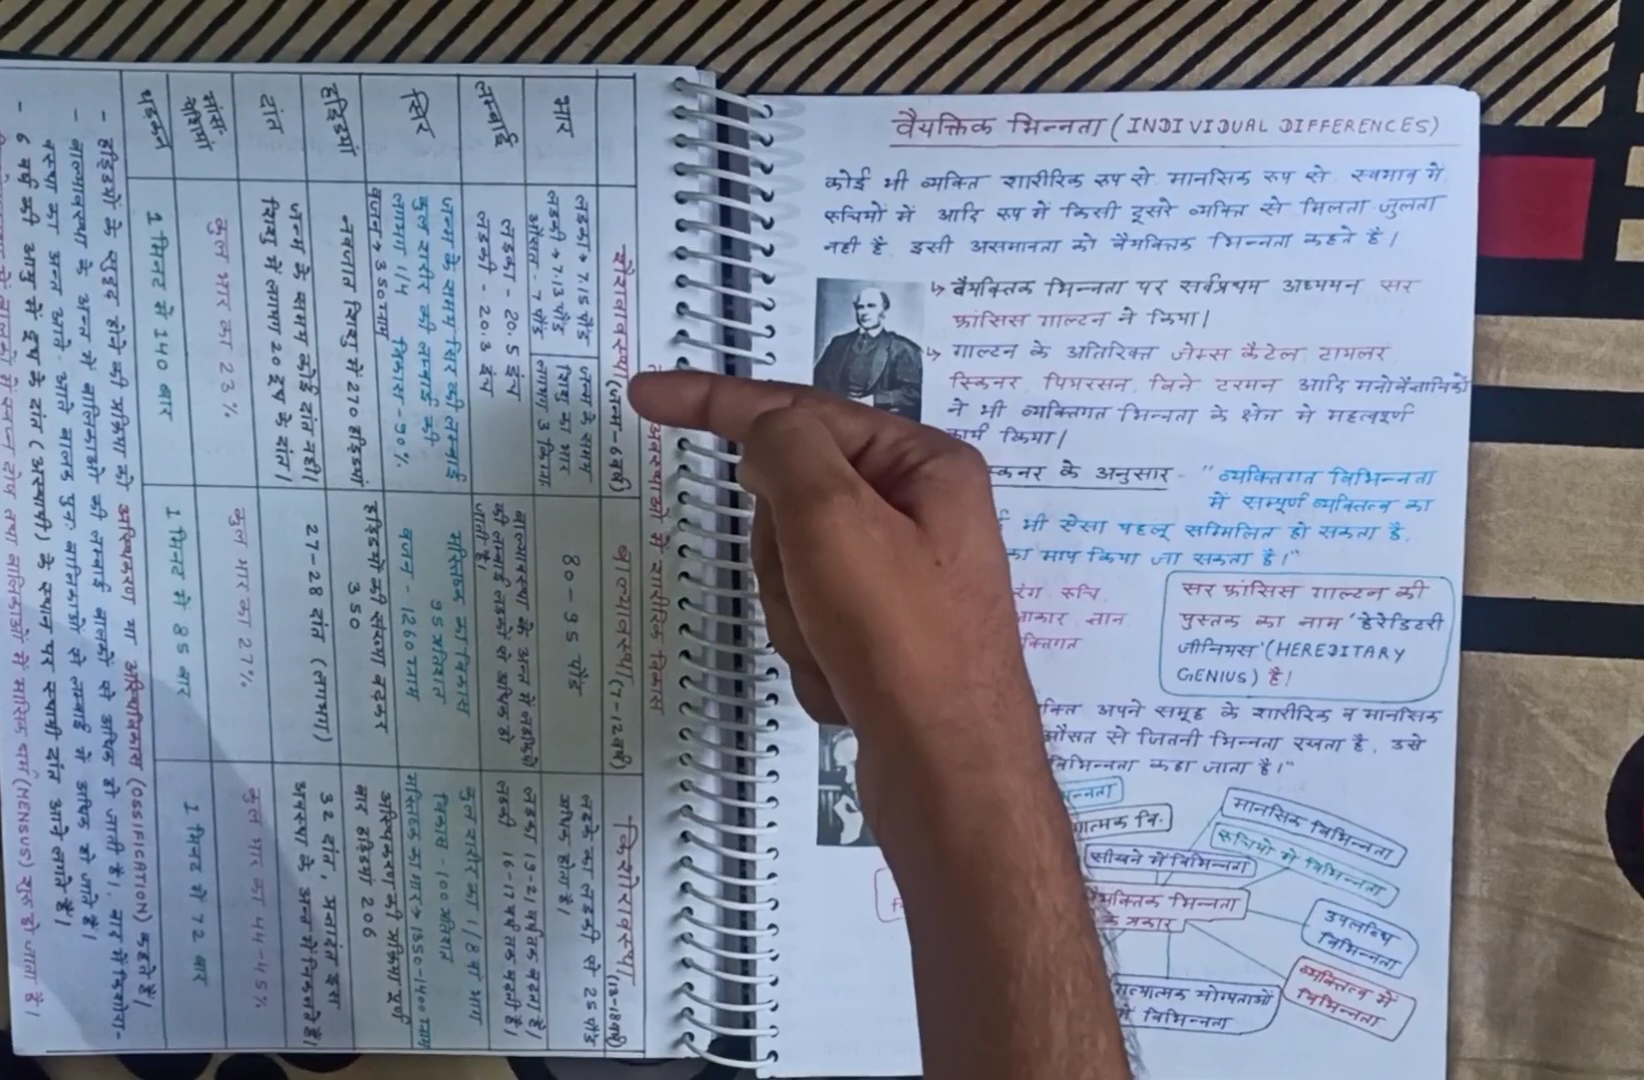 वैयक्तिक भिन्नता (INDIVIDUAL DIFFERENCES)
कोई भी व्यक्ति शारीरिक रूप से मानसिक रूप से स्वभाव में
रूचियों में आदि रूप में किसी दूसरे व्यक्ति से मिलता जुलता
नही है इसी असमानता को वैयक्तिक भिन्नता कहते है।
↳ वैयक्तिक भिन्नता पर सर्वप्रथम अध्ययन सर
फ्रांसिस गाल्टन ने किया।
↳ गाल्टन के अतिरिक्त जेम्स कैटेल टायलर
स्किनर पियरसन बिने टरमन आदि मनोवैज्ञानिकों
ने भी व्यक्तिगत भिन्नता के क्षेत्र मे महत्वपूर्ण
कार्य किया।
के अनुसार - " व्यक्तिगत विभिन्नता
में सम्पूर्ण व्यक्तित्व का
भी ऐसा पहलू सम्मिलित हो सकता है,
माप किया जा सकता है।"
रूचि
ज्ञान
सर फ्रांसिस गाल्टन की
पुस्तक का नाम 'हेरेडिटरी
जीनियस' (HEREDITARY
GENIUS) है।
अपने समूह के शारीरिक व मानसिक
औसत से जितनी भिन्नता रखता है, उसे
विभिन्नता कहा जाता है।"
मानसिक विभिन्नता
रूचियो में विभिन्नता
सीखने में विभिन्नता
वैयक्तिक भिन्नता
के प्रकार
उपलब्धि
विभिन्नता
व्यक्तित्व में
विभिन्नता
योग्यताओं
में विभिन्नता
अवस्थाओं में शारीरिक विकास
शैशवावस्था (जन्म-6 वर्ष)
बाल्यावस्था (7-12 वर्ष)
किशोरावस्था (13-18 वर्ष)
भार
लड़का → 7.15 पौंड
लड़की → 7.13 पौंड
औसत - 7 पौंड
जन्म के समय
शिशु का भार
लगभग 3 किग्रा
80-95 पौंड
लड़के का लड़की से 25 पौंड
अधिक होता है।
लम्बाई
लड़का - 20.5 इंच
लड़की - 20.3 इंच
बाल्यावस्था के अन्त में लड़कियों
की लम्बाई लड़कों से अधिक हो
जाती है।
लड़का 13-21 वर्ष तक बढ़ता है।
लड़की 16-17 वर्ष तक बढ़ती है।
सिर
जन्म के समय सिर की लम्बाई
कुल शरीर की लम्बाई की
लगभग 1/4 विकास - 90%
वजन → 350 ग्राम
मस्तिष्क का विकास
95 प्रतिशत
वजन - 1260 ग्राम
कुल शरीर का 1/8 वां भाग
विकास - 100 प्रतिशत
मस्तिष्क का भार → 1350-1400 ग्राम
हड्डियां
नवजात शिशु में 270 हड्डियां
हड्डियों की संख्या बढ़कर
350
अस्थिकरण की प्रक्रिया पूर्ण
बाद हड्डियां 206
दांत
जन्म के समय कोई दांत नही।
शिशु में लगभग 20 दूध के दांत।
27-28 दांत (लगभग)
32 दांत, प्रज्ञादंत इस
अवस्था के अन्त में निकलते हैं।
मांस-
पेशियां
कुल भार का 23%
कुल भार का 27%
कुल भार का 44-45%
धड़कन
1 मिनट में 140 बार
1 मिनट में 85 बार
1 मिनट में 72 बार
- हड्डियों के सुदृढ़ होने की प्रक्रिया को अस्थिकरण या अस्थिविकास (OSSIFICATION) कहते हैं।
- बाल्यावस्था के अन्त में बालिकाओं की लम्बाई बालकों से अधिक हो जाती है। बाद में किशोरा-
वस्था का अन्त आते-आते बालक पुनः बालिकाओं से लम्बाई में अधिक हो जाते है।
- 6 वर्ष की आयु में दूध के दांत (अस्थायी) के स्थान पर स्थायी दांत आने लगते है।
बालकों में स्वप्न दोष तथा बालिकाओं में मासिक धर्म (MENSUS) शुरू हो जाता है।